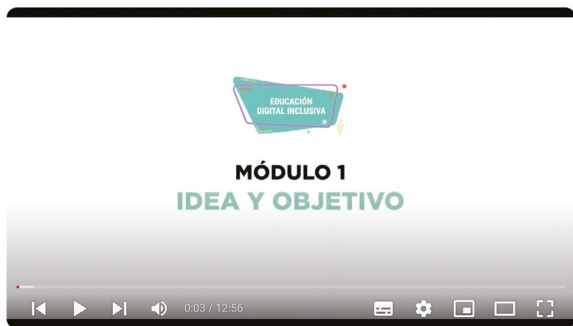 EDUCACIÓN
DIGITAL INCLUSIVA
MÓDULO 1
IDEA Y OBJETIVO
0:03 / 12:56